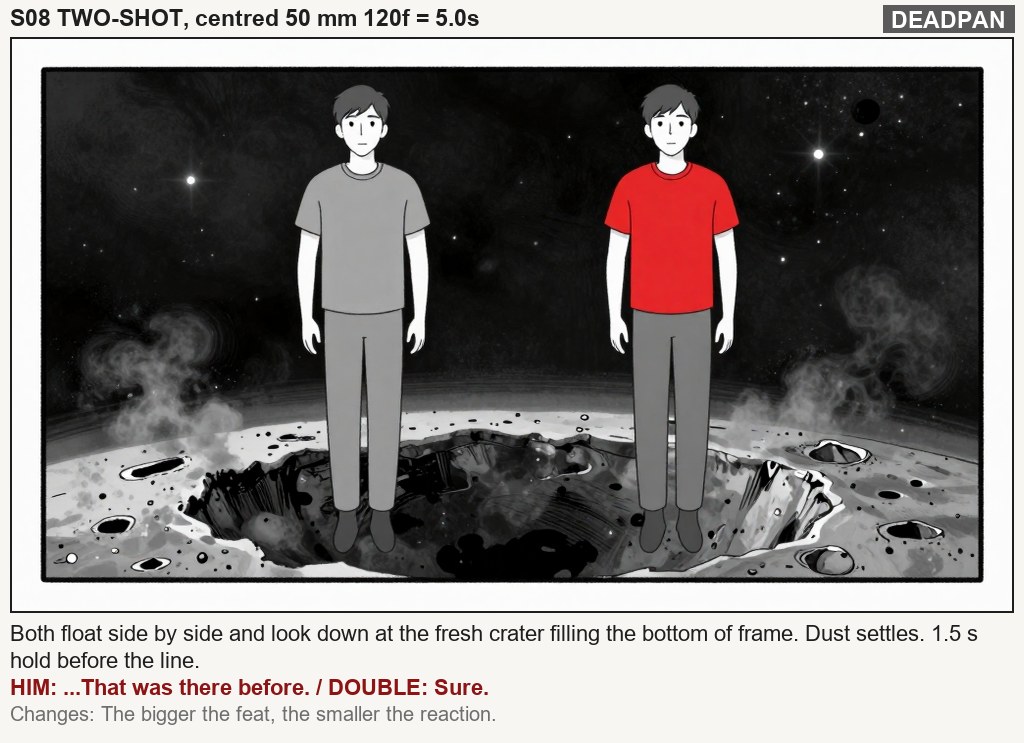 S08 TWO-SHOT, centred 50 mm 120f = 5.0s
DEADPAN
Both float side by side and look down at the fresh crater filling the bottom of frame. Dust settles. 1.5 s
hold before the line.
HIM: ...That was there before. / DOUBLE: Sure.
Changes: The bigger the feat, the smaller the reaction.